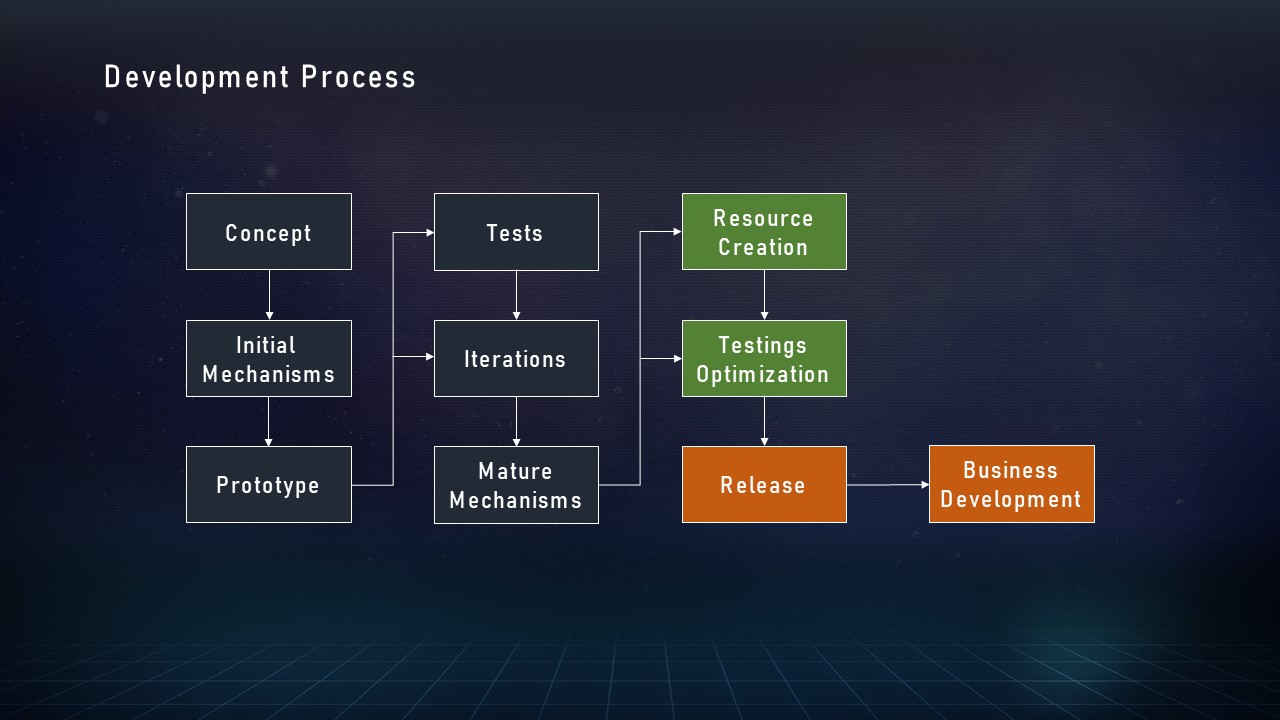 Development Process
Concept
Initial
Mechanisms
Prototype
Tests
Iterations
Mature
Mechanisms
Resource
Creation
Testings
Optimization
Release
Business
Development